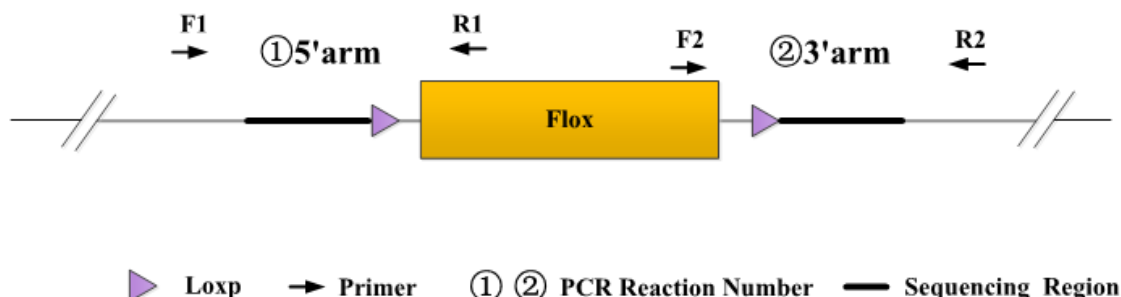 F1 ①5'arm R1 F2 ②3'arm R2
Flox
Loxp Primer ① ② PCR Reaction Number Sequencing Region